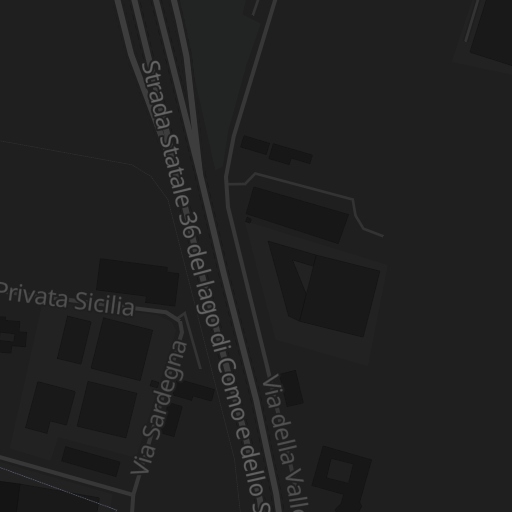 Strada Statale 36 del lago di Como e dello S
Privata Sicilia
Via Sardegna
Via della Valle